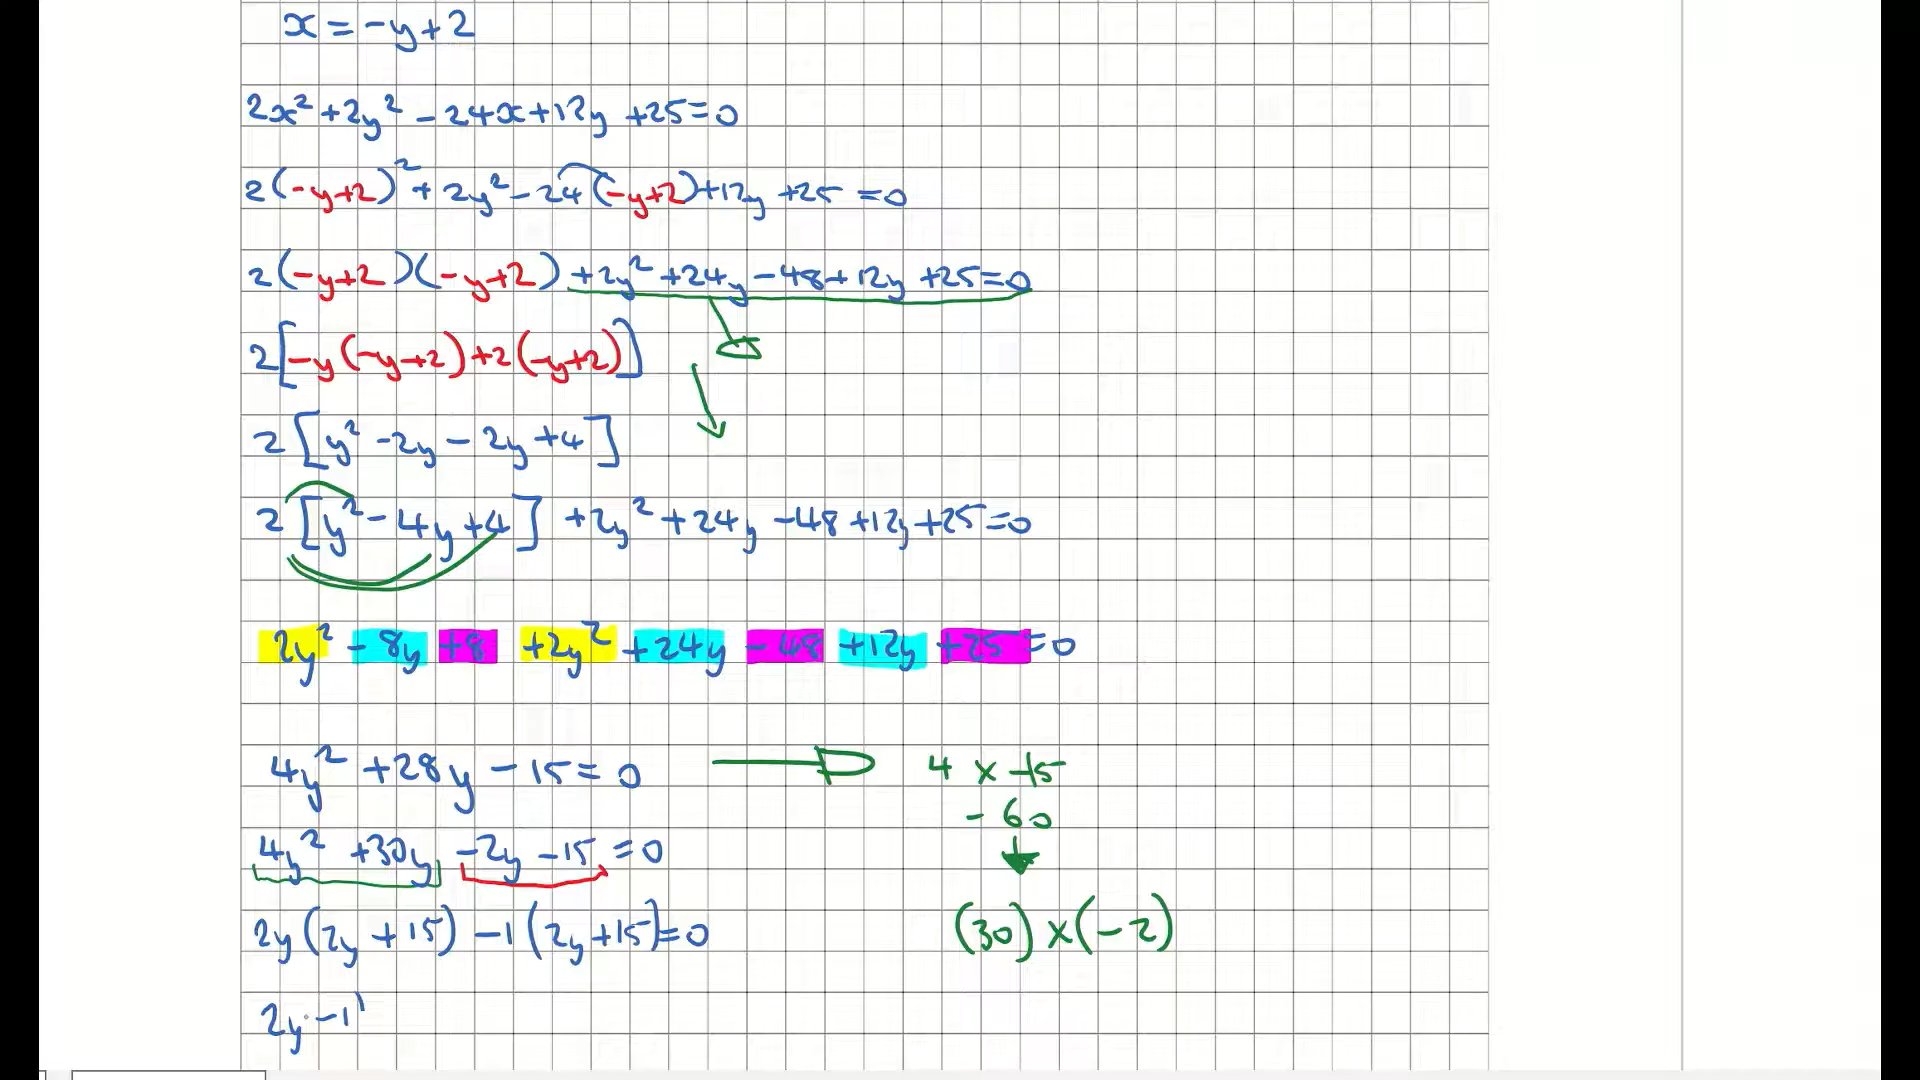 x = -y+2
2x² + 2y² - 24x + 12y + 25 = 0
2(-y+2)² + 2y² - 24(-y+2) + 12y + 25 = 0
2(-y+2)(-y+2) + 2y² + 24y - 48 + 12y + 25 = 0
2[-y(-y+2) + 2(-y+2)]
2[y² - 2y - 2y + 4]
2[y² - 4y + 4] + 2y² + 24y - 48 + 12y + 25 = 0
2y² - 8y + 8 + 2y² + 24y - 48 + 12y + 25 = 0
4y² + 28y - 15 = 0
4 x -15
-60
4y² + 30y - 2y - 15 = 0
2y(2y + 15) - 1(2y + 15) = 0
(30) x (-2)
2y - 1)